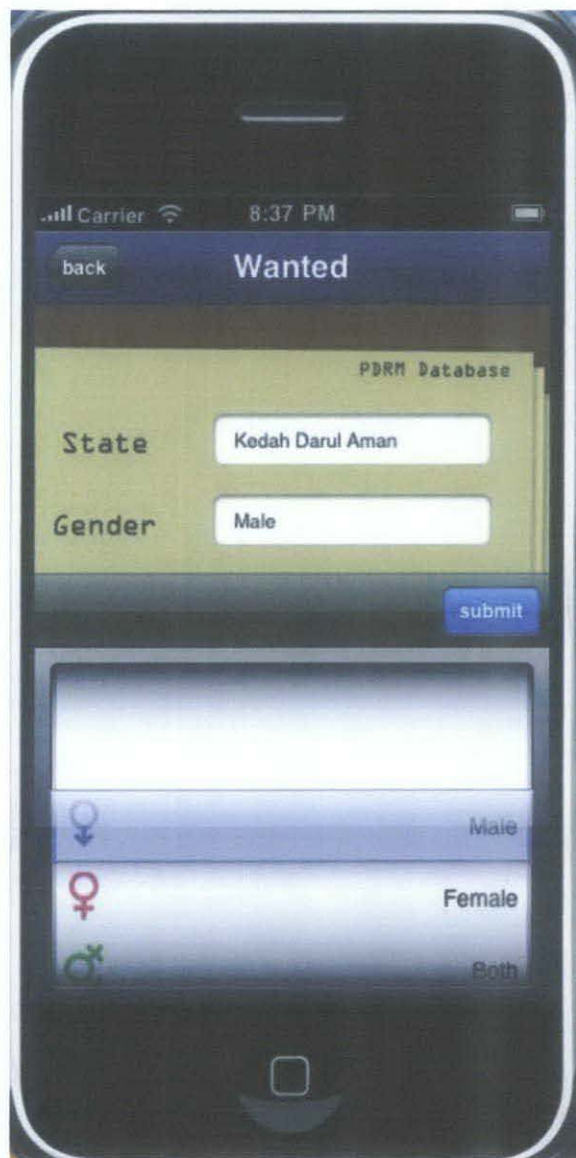 Carrier 8:37 PM
back Wanted
PDRM Database
State Kedah Darul Aman
Gender Male
submit
Male
Female
Both